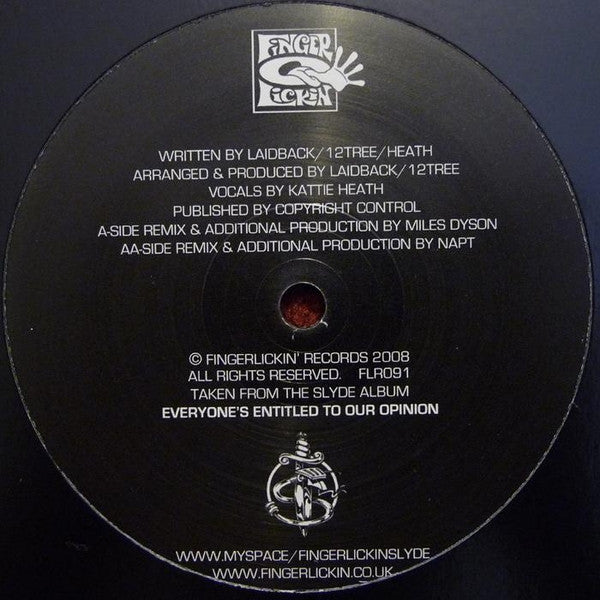 FINGER
LICKIN
WRITTEN BY LAIDBACK/12TREE/HEATH
ARRANGED & PRODUCED BY LAIDBACK/12TREE
VOCALS BY KATTIE HEATH
PUBLISHED BY COPYRIGHT CONTROL
A-SIDE REMIX & ADDITIONAL PRODUCTION BY MILES DYSON
AA-SIDE REMIX & ADDITIONAL PRODUCTION BY NAPT
© FINGERLICKIN' RECORDS 2008
ALL RIGHTS RESERVED. FLR091
TAKEN FROM THE SLYDE ALBUM
EVERYONE'S ENTITLED TO OUR OPINION
WWW.MYSPACE/FINGERLICKINSLYDE
WWW.FINGERLICKIN.CO.UK